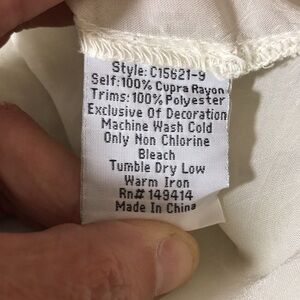 Style: C15621-9
Self:100% Cupra Rayon
Trims:100% Polyester
Exclusive Of Decoration
Machine Wash Cold
Only Non Chlorine
Bleach
Tumble Dry Low
Warm Iron
Rn# 149414
Made In China